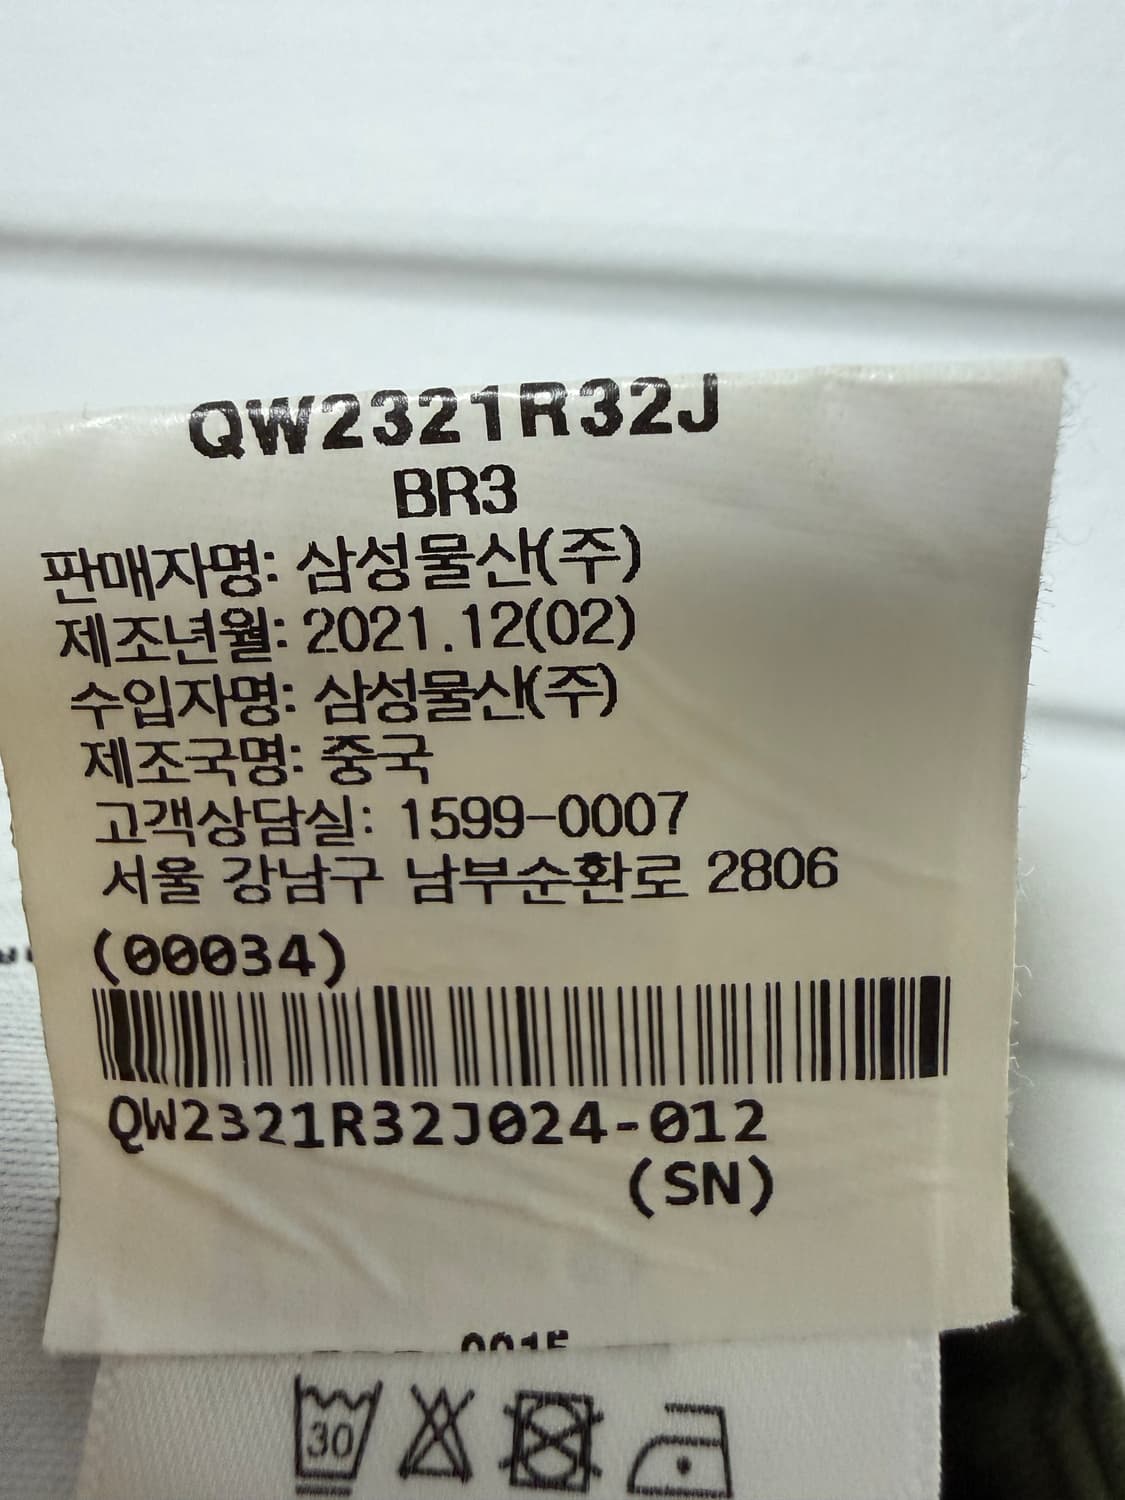 QW2321R32J
BR3
판매자명: 삼성물산(주)
제조년월: 2021.12(02)
수입자명: 삼성물산(주)
제조국명: 중국
고객상담실: 1599-0007
서울 강남구 남부순환로 2806
(00034)
QW2321R32J024-012
(SN)
30